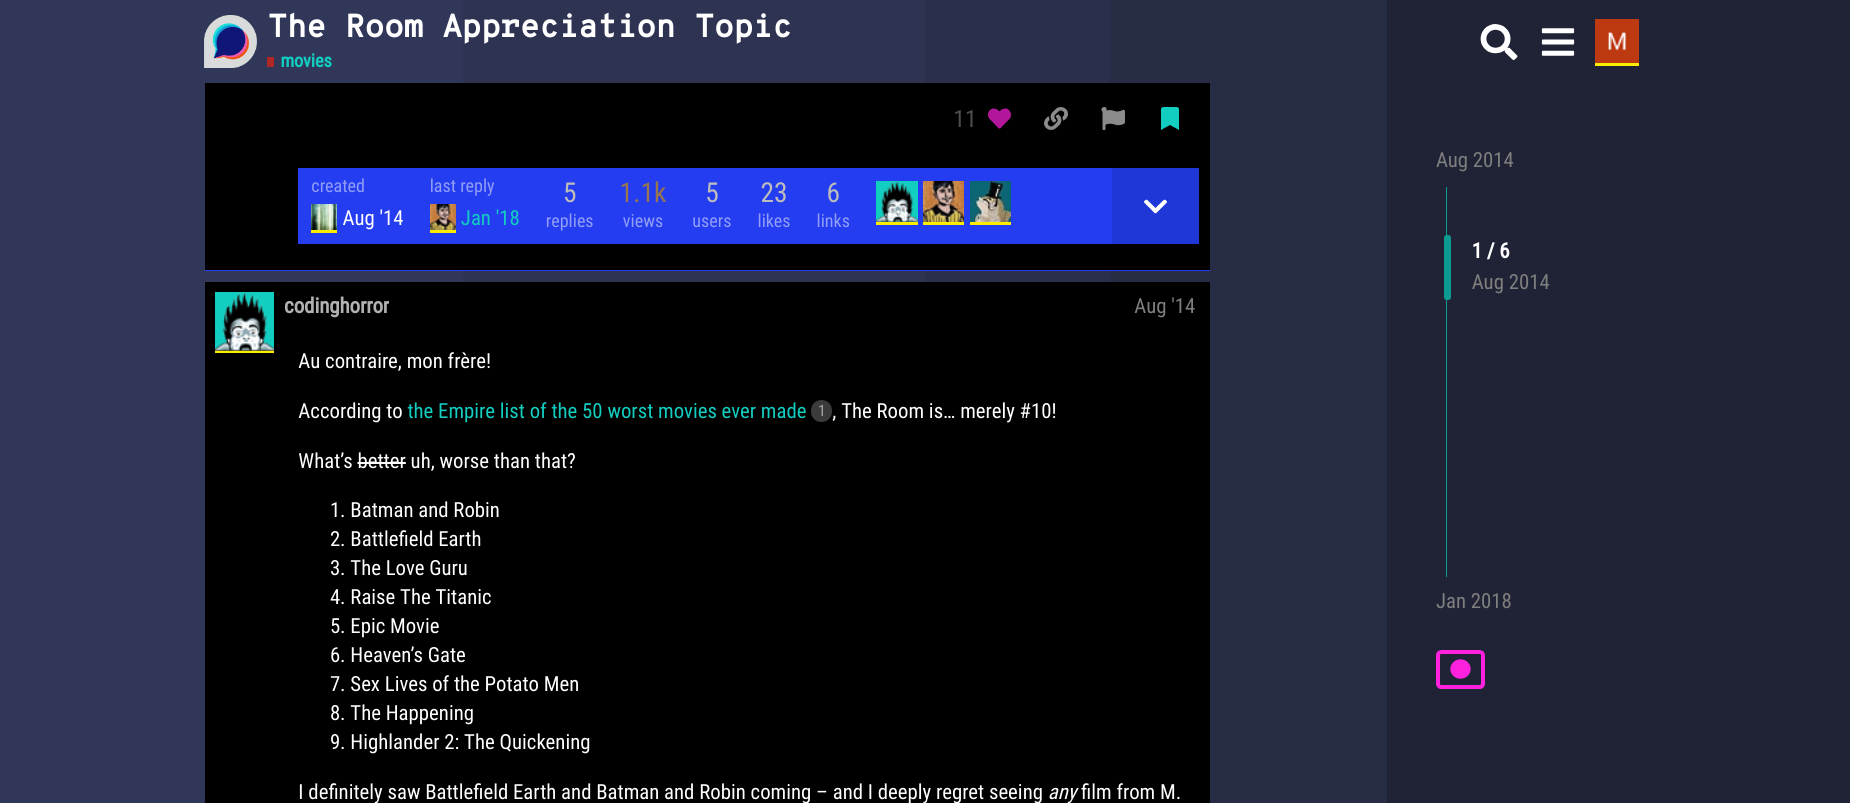 The Room Appreciation Topic
movies
M
11
created
last reply
Aug '14
Jan '18
5
replies
1.1k
views
5
users
23
likes
6
links
Aug 2014
1 / 6
Aug 2014
Jan 2018
codinghorror
Aug '14
Au contraire, mon frère!
According to the Empire list of the 50 worst movies ever made 1, The Room is… merely #10!
What’s better uh, worse than that?
1. Batman and Robin
2. Battlefield Earth
3. The Love Guru
4. Raise The Titanic
5. Epic Movie
6. Heaven’s Gate
7. Sex Lives of the Potato Men
8. The Happening
9. Highlander 2: The Quickening
I definitely saw Battlefield Earth and Batman and Robin coming – and I deeply regret seeing any film from M.